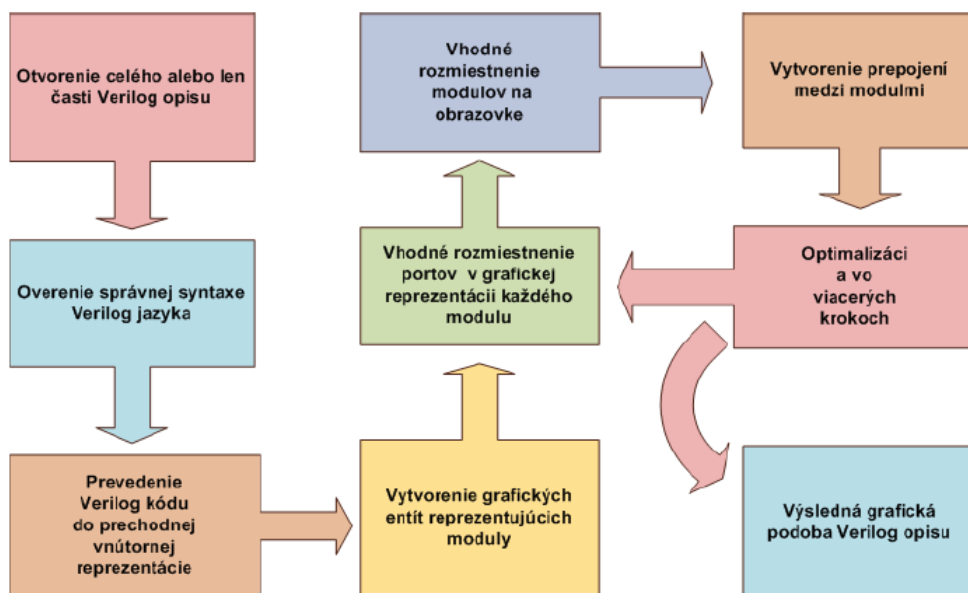 Otvorenie celého alebo len
časti Verilog opisu
Overenie správnej syntaxe
Verilog jazyka
Prevedenie
Verilog kódu
do prechodnej
vnútornej
reprezentácie
Vytvorenie grafických
entít reprezentujúcich
moduly
Vhodné rozmiestnenie
portov v grafickej
reprezentácii každého
modulu
Vhodné
rozmiestnenie
modulov na
obrazovke
Vytvorenie prepojení
medzi modulmi
Optimalizáci
a vo
viacerých
krokoch
Výsledná grafická
podoba Verilog opisu